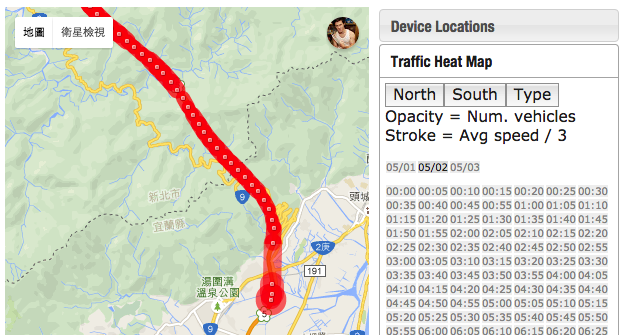 地圖 衛星檢視
新北市
宜蘭縣
9
9
頭城
2庚
191
湯圍溝
溫泉公園
5
Device Locations
Traffic Heat Map
North South Type
Opacity = Num. vehicles
Stroke = Avg speed / 3
05/01 05/02 05/03
00:00 00:05 00:10 00:15 00:20 00:25 00:30
00:35 00:40 00:45 00:50 00:55 01:00 01:05 01:10
01:15 01:20 01:25 01:30 01:35 01:40 01:45
01:50 01:55 02:00 02:05 02:10 02:15 02:20
02:25 02:30 02:35 02:40 02:45 02:50 02:55
03:00 03:05 03:10 03:15 03:20 03:25 03:30
03:35 03:40 03:45 03:50 03:55 04:00 04:05
04:10 04:15 04:20 04:25 04:30 04:35 04:40
04:45 04:50 04:55 05:00 05:05 05:10 05:15
05:20 05:25 05:30 05:35 05:40 05:45 05:50
05:55 06:00 06:05 06:10 06:15 06:20